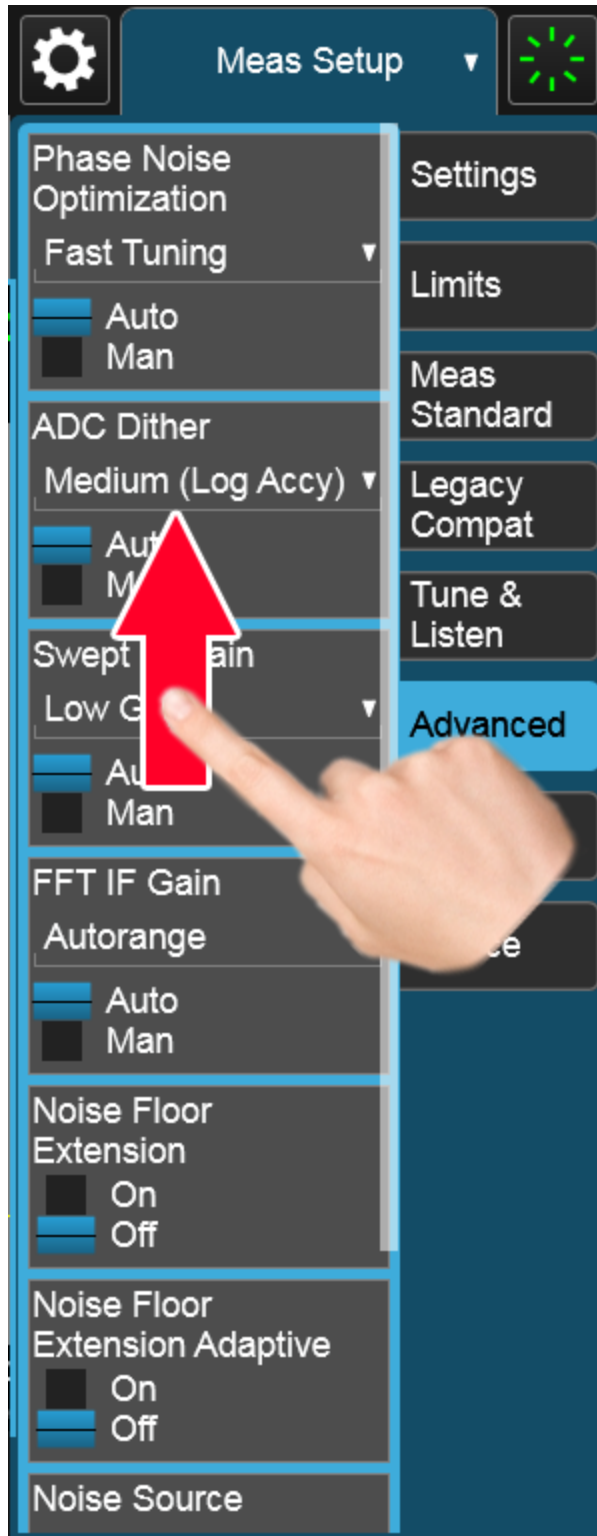 Meas Setup
Phase Noise
Optimization
Fast Tuning
Auto
Man
ADC Dither
Medium (Log Accy)
Auto
Swept
Low
Man
FFT IF Gain
Autorange
Auto
Man
Noise Floor
Extension
On
Off
Noise Floor
Extension Adaptive
On
Off
Noise Source
Settings
Limits
Meas
Standard
Legacy
Compat
Tune &
Listen
Advanced